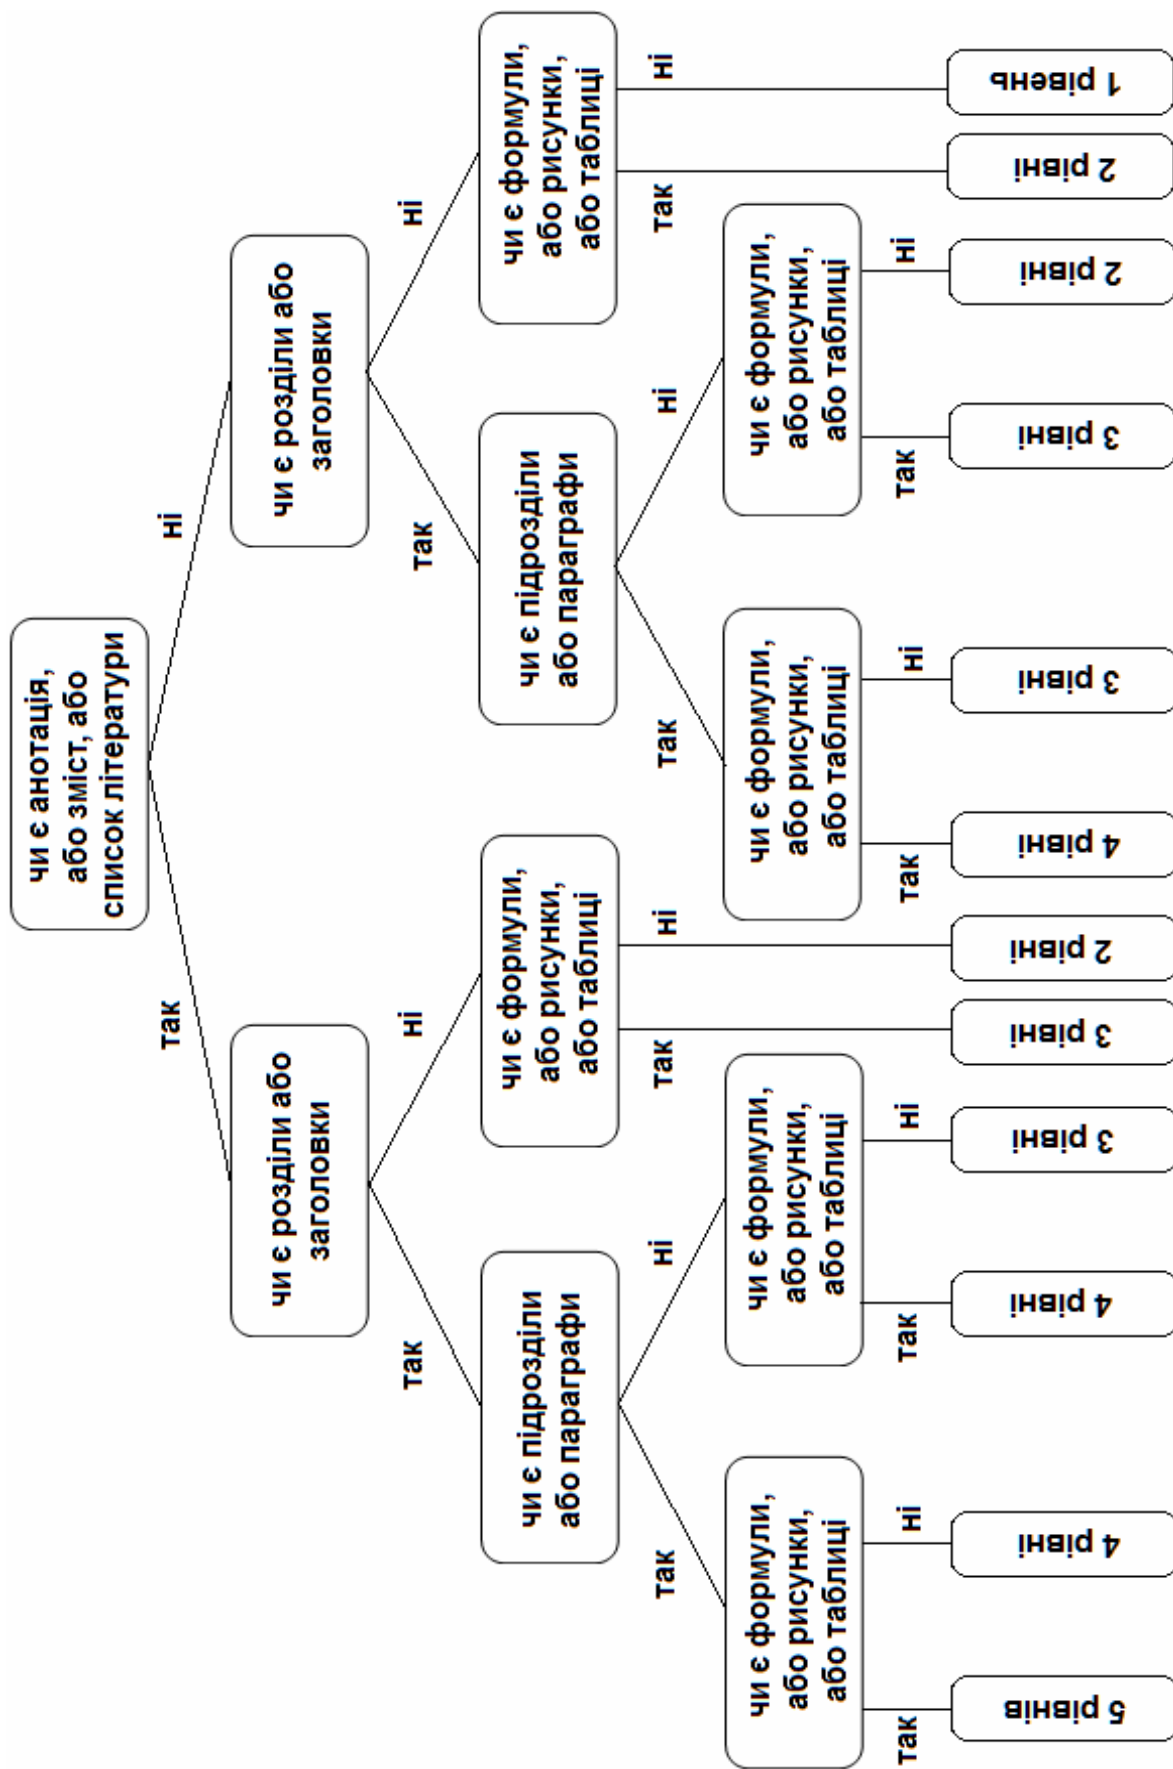 чи є анотація,
або зміст, або
список літератури
так
ні
чи є розділи або
заголовки
чи є розділи або
заголовки
так
ні
так
ні
чи є підрозділи
або параграфи
чи є формули,
або рисунки,
або таблиці
чи є підрозділи
або параграфи
чи є формули,
або рисунки,
або таблиці
так
ні
так
ні
так
ні
так
ні
чи є формули,
або рисунки,
або таблиці
чи є формули,
або рисунки,
або таблиці
чи є формули,
або рисунки,
або таблиці
чи є формули,
або рисунки,
або таблиці
так
ні
так
ні
так
ні
так
ні
5 рівнів
4 рівні
4 рівні
3 рівні
3 рівні
2 рівні
4 рівні
3 рівні
3 рівні
2 рівні
2 рівні
1 рівень